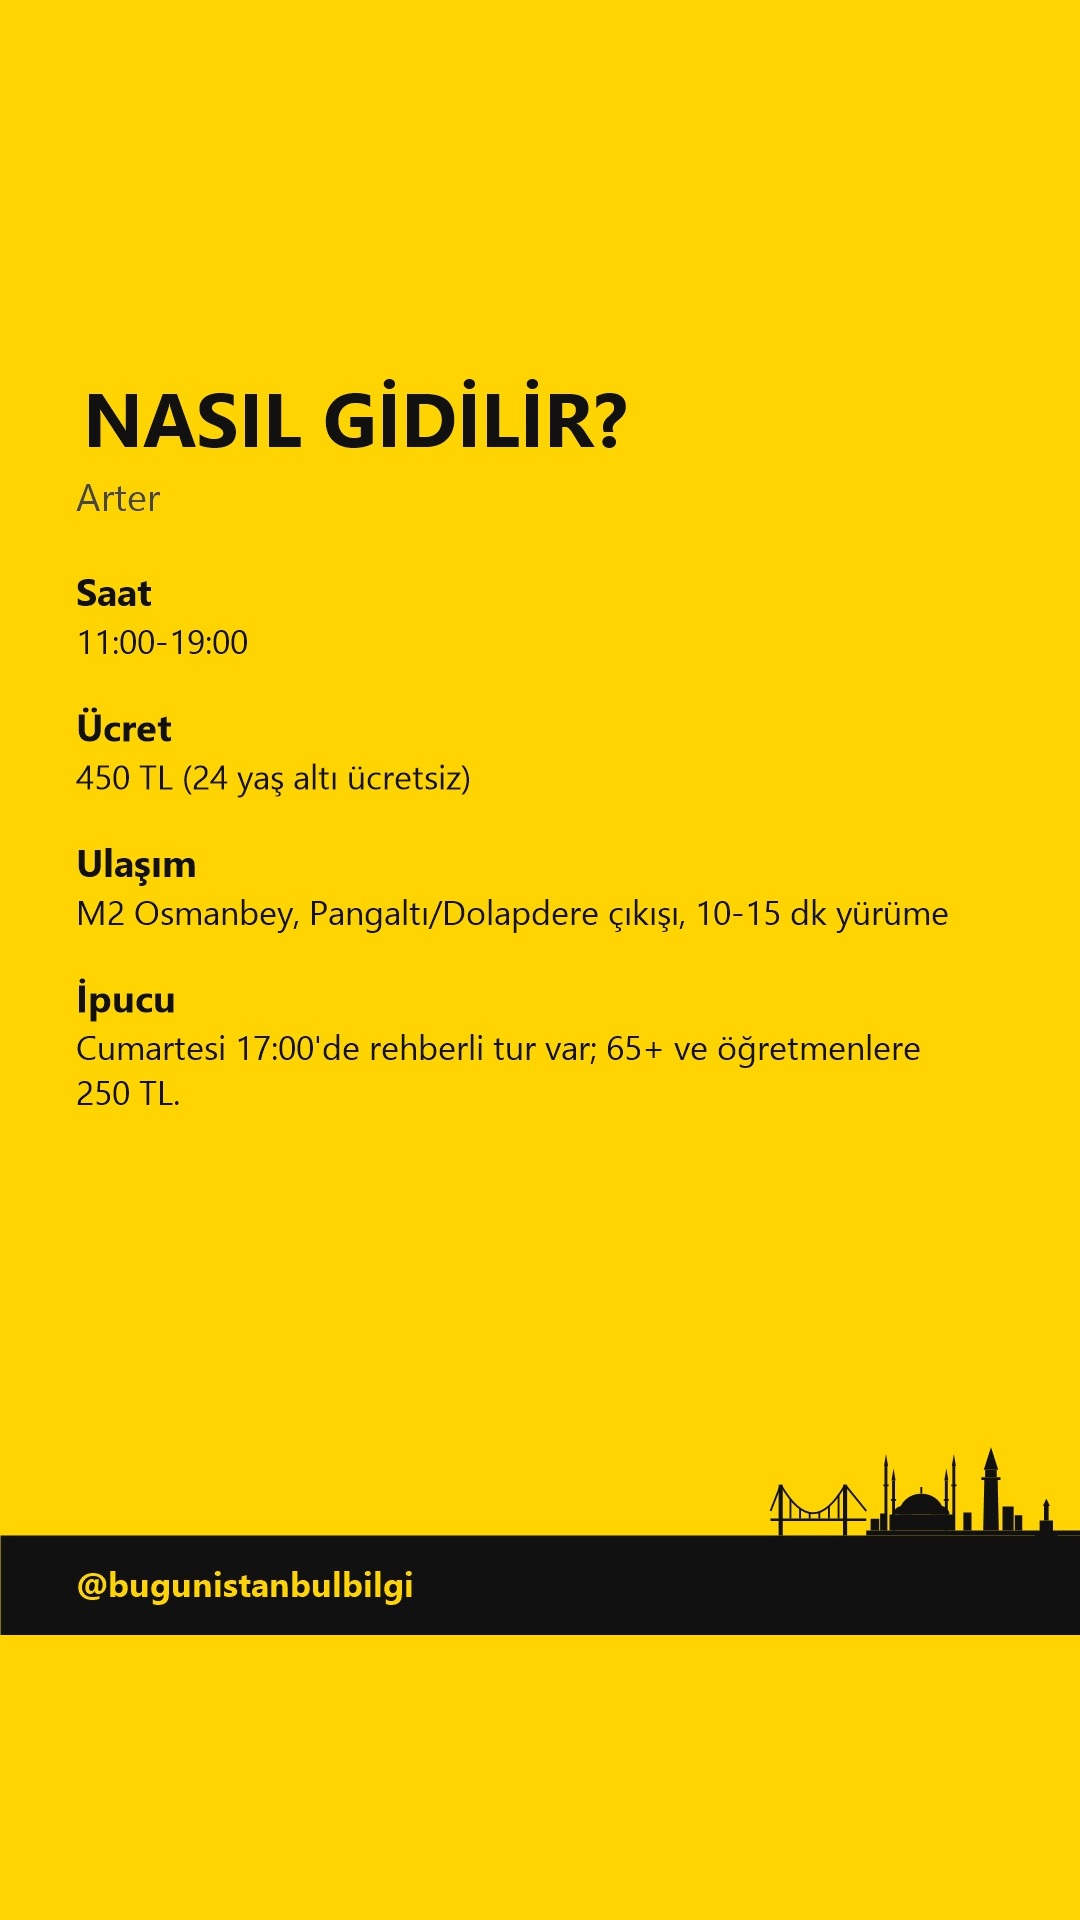 NASIL GİDİLİR?
Arter
Saat
11:00-19:00
Ücret
450 TL (24 yaş altı ücretsiz)
Ulaşım
M2 Osmanbey, Pangaltı/Dolapdere çıkışı, 10-15 dk yürüme
İpucu
Cumartesi 17:00'de rehberli tur var; 65+ ve öğretmenlere
250 TL.
@bugunistanbulbilgi